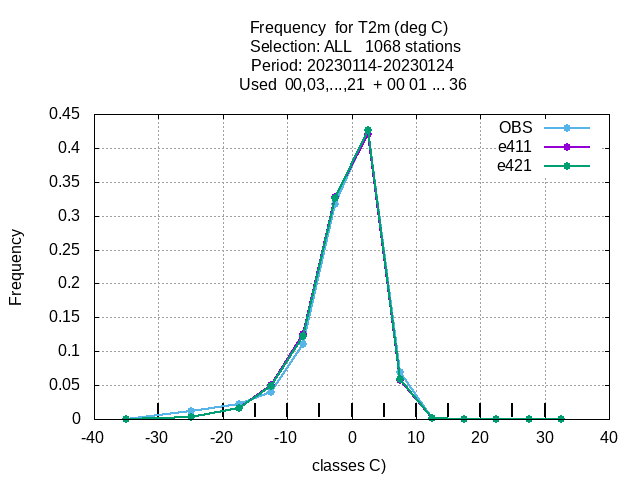 Frequency  for T2m (deg C)
Selection: ALL   1068 stations
Period: 20230114-20230124
Used  00,03,...,21  + 00 01 ... 36
0.45
0.4
0.35
0.3
0.25
0.2
0.15
0.1
0.05
0
Frequency
OBS
e411
e421
-40 -30 -20 -10 0 10 20 30 40
classes C)